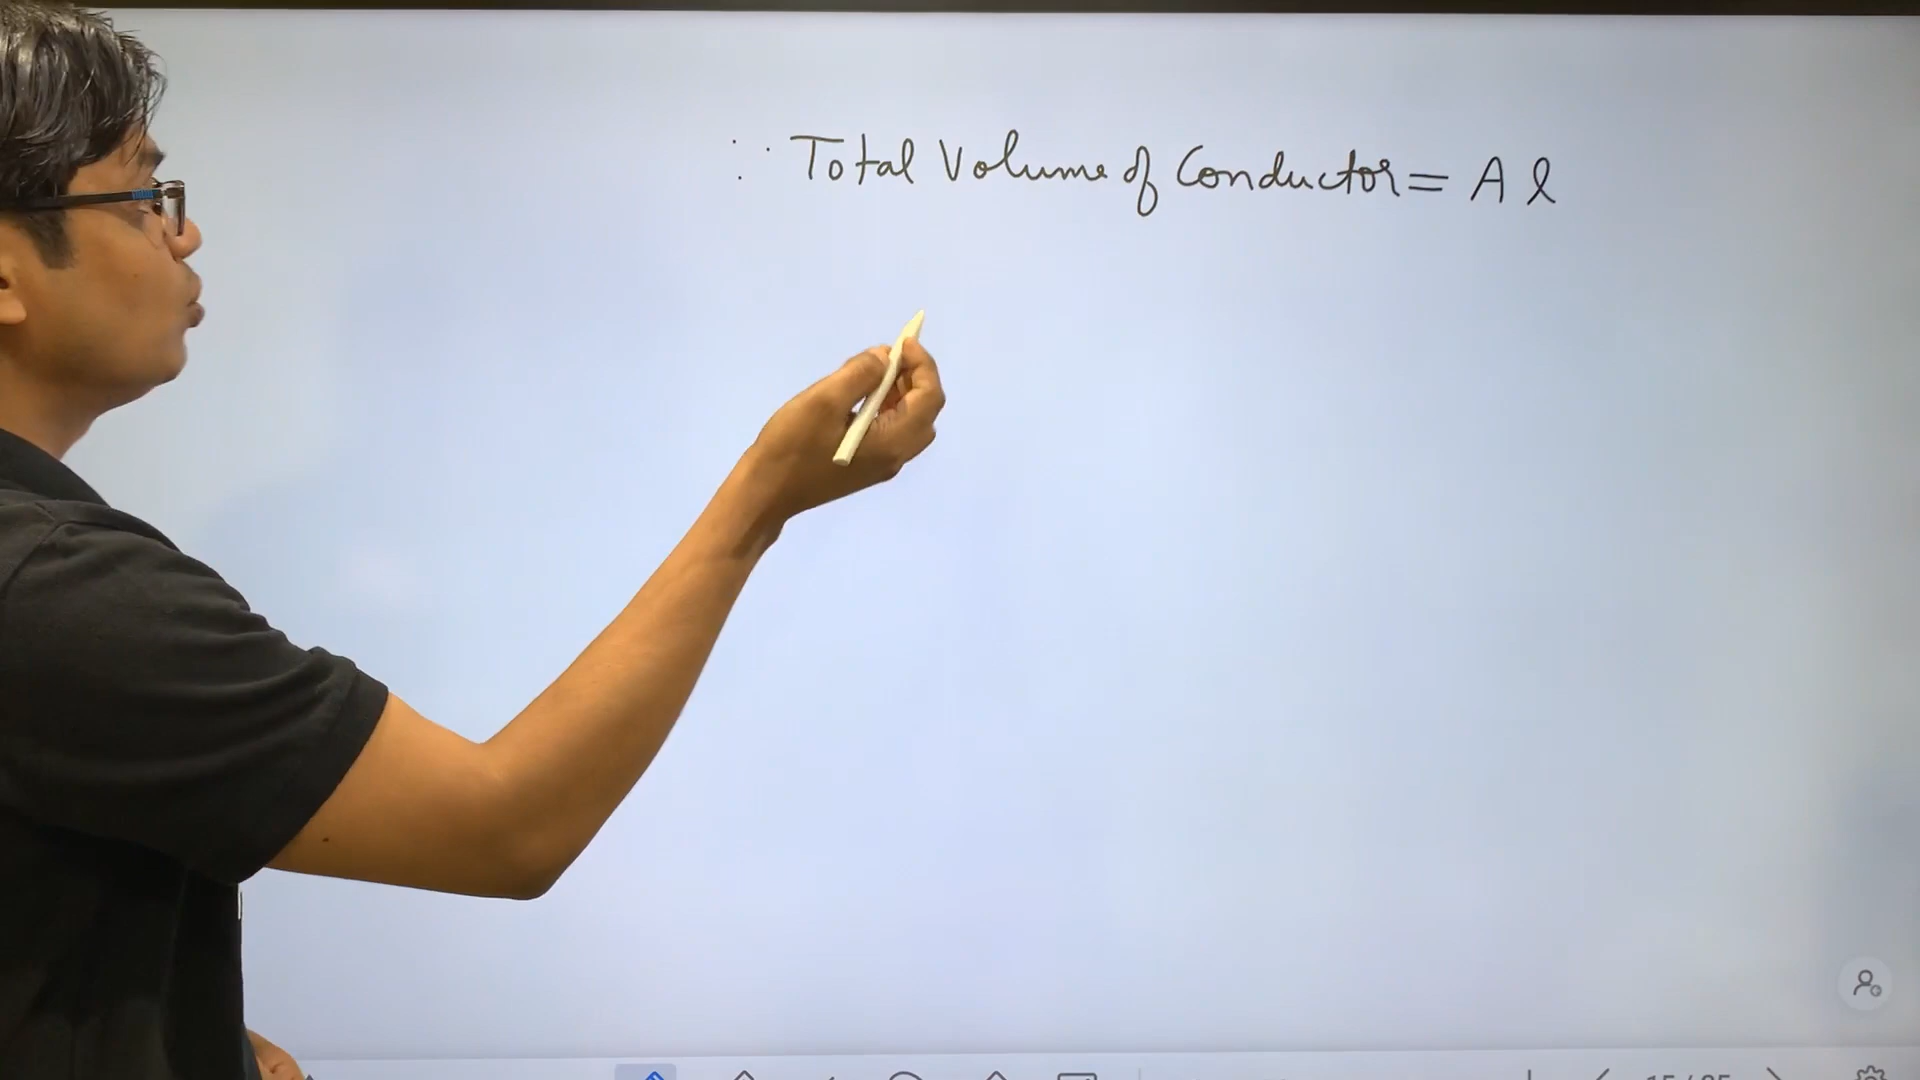 ∵ Total Volume of Conductor = A l